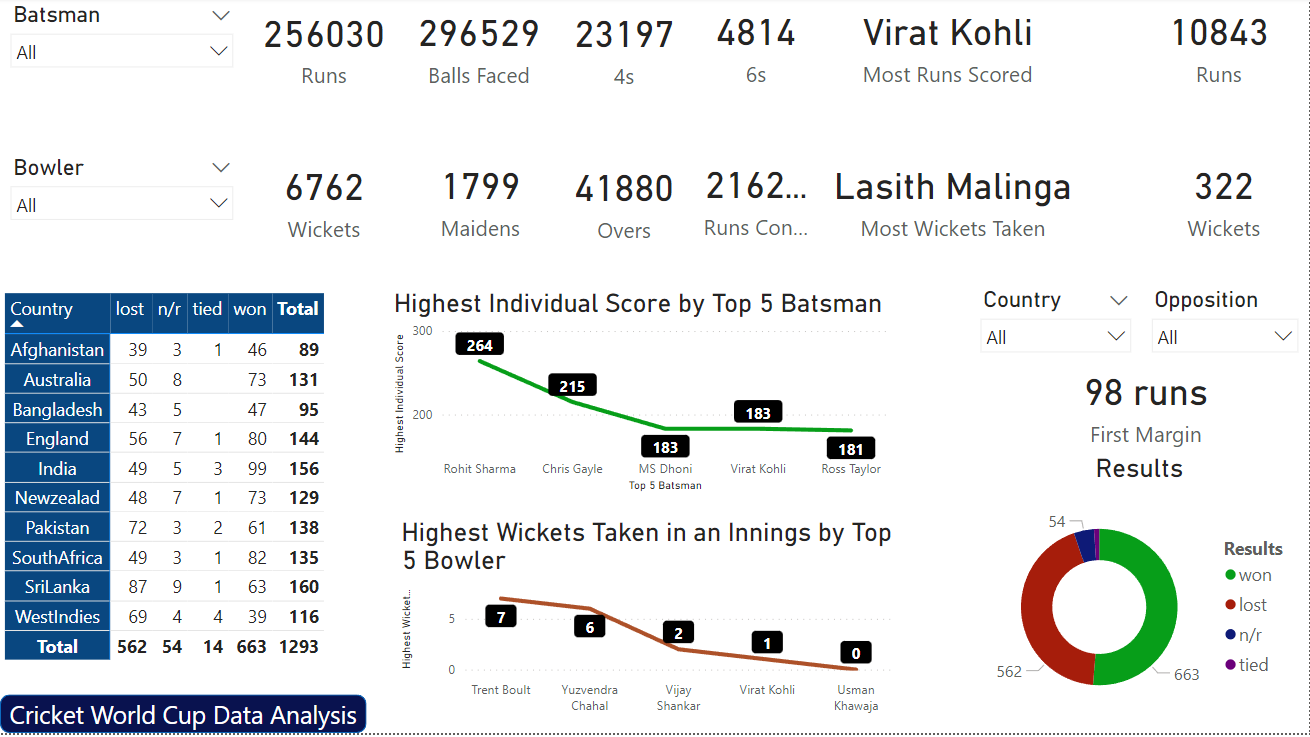 Batsman
All
256030
Runs
296529
Balls Faced
23197
4s
4814
6s
Virat Kohli
Most Runs Scored
10843
Runs
Bowler
All
6762
Wickets
1799
Maidens
41880
Overs
2162...
Runs Con...
Lasith Malinga
Most Wickets Taken
322
Wickets
Country lost n/r tied won Total
Afghanistan 39 3 1 46 89
Australia 50 8 73 131
Bangladesh 43 5 47 95
England 56 7 1 80 144
India 49 5 3 99 156
Newzealad 48 7 1 73 129
Pakistan 72 3 2 61 138
SouthAfrica 49 3 1 82 135
SriLanka 87 9 1 63 160
WestIndies 69 4 4 39 116
Total 562 54 14 663 1293
Cricket World Cup Data Analysis
Highest Individual Score by Top 5 Batsman
Highest Individual Score
300
200
264
215
183
183
181
Rohit Sharma Chris Gayle MS Dhoni Virat Kohli Ross Taylor
Top 5 Batsman
Highest Wickets Taken in an Innings by Top
5 Bowler
Highest Wicket...
5
0
7
6
2
1
0
Trent Boult Yuzvendra Vijay Virat Kohli Usman
Chahal Shankar Khawaja
Country
All
Opposition
All
98 runs
First Margin
Results
54
562
663
Results
won
lost
n/r
tied